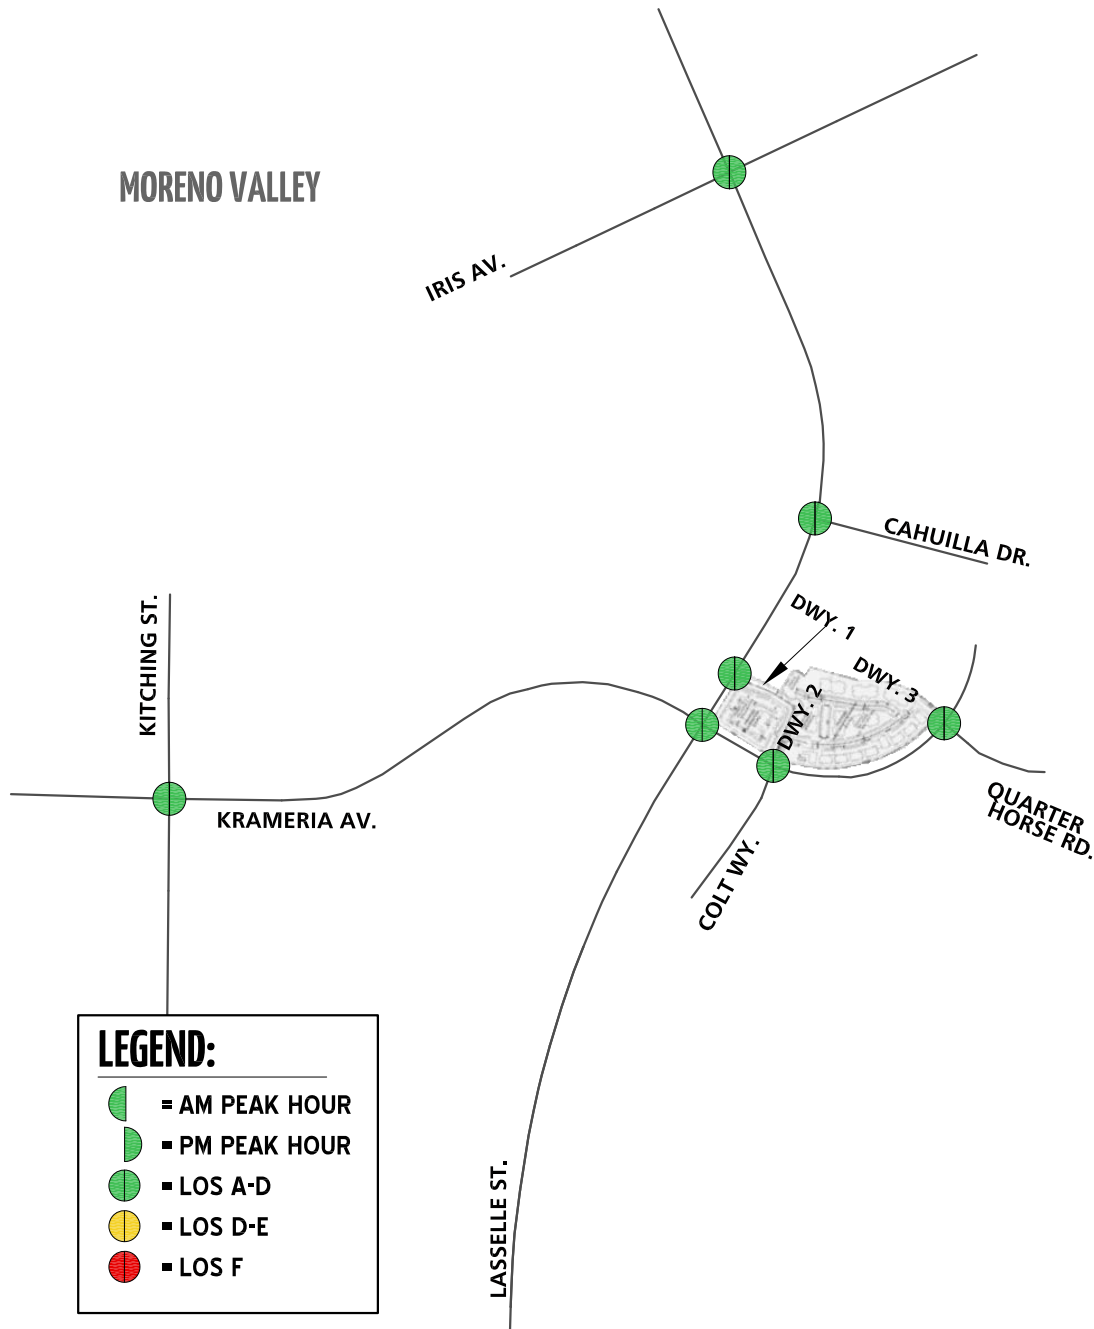 MORENO VALLEY
IRIS AV.
CAHUILLA DR.
DWY. 1
KITCHING ST.
DWY. 3
DWY. 2
KRAMERIA AV.
QUARTER
HORSE RD.
COLT WY.
LASSELLE ST.
LEGEND:
= AM PEAK HOUR
= PM PEAK HOUR
= LOS A-D
= LOS D-E
= LOS F